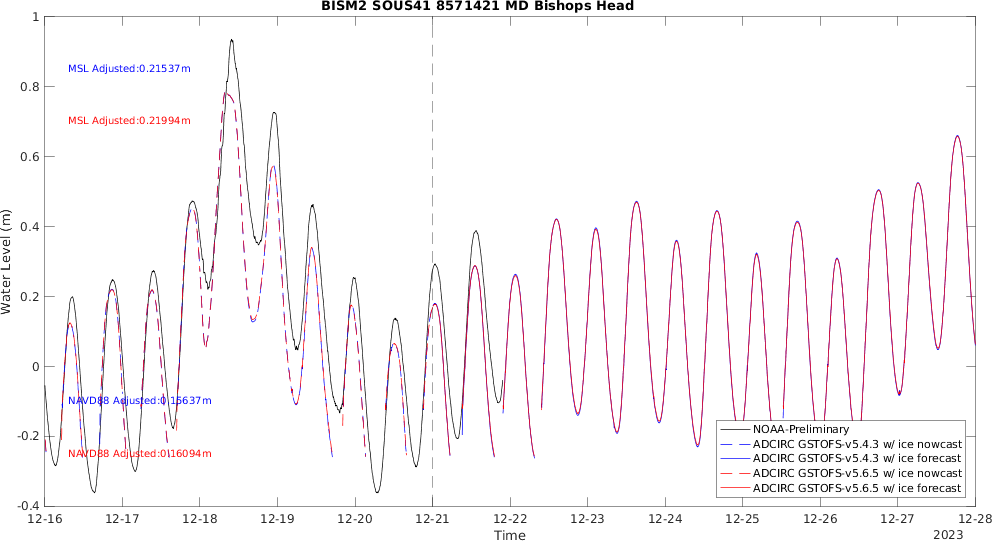 BISM2 SOUS41 8571421 MD Bishops Head
1
0.8
0.6
0.4
0.2
0
-0.2
-0.4
Water Level (m)
MSL Adjusted:0.21537m
MSL Adjusted:0.21994m
NAVD88 Adjusted:0.15637m
NAVD88 Adjusted:0.16094m
NOAA-Preliminary
ADCIRC GSTOFS-v5.4.3 w/ ice nowcast
ADCIRC GSTOFS-v5.4.3 w/ ice forecast
ADCIRC GSTOFS-v5.6.5 w/ ice nowcast
ADCIRC GSTOFS-v5.6.5 w/ ice forecast
12-16 12-17 12-18 12-19 12-20 12-21 12-22 12-23 12-24 12-25 12-26 12-27 12-28
Time
2023